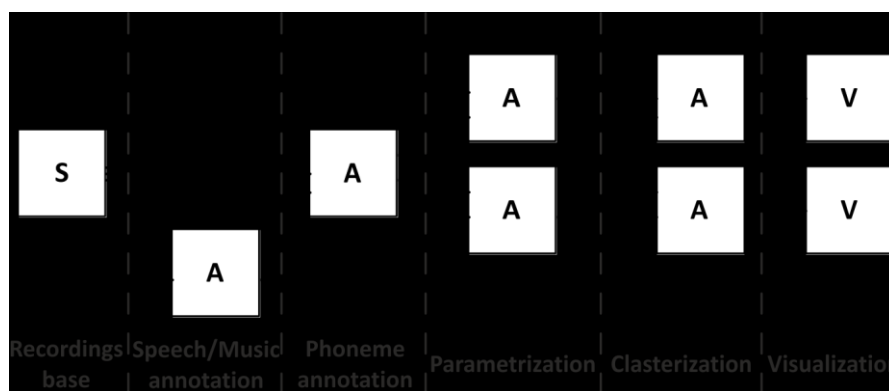 A A V
S A
A A V
A
Recordings base
Speech/Music annotation
Phoneme annotation
Parametrization
Clasterization
Visualizatio